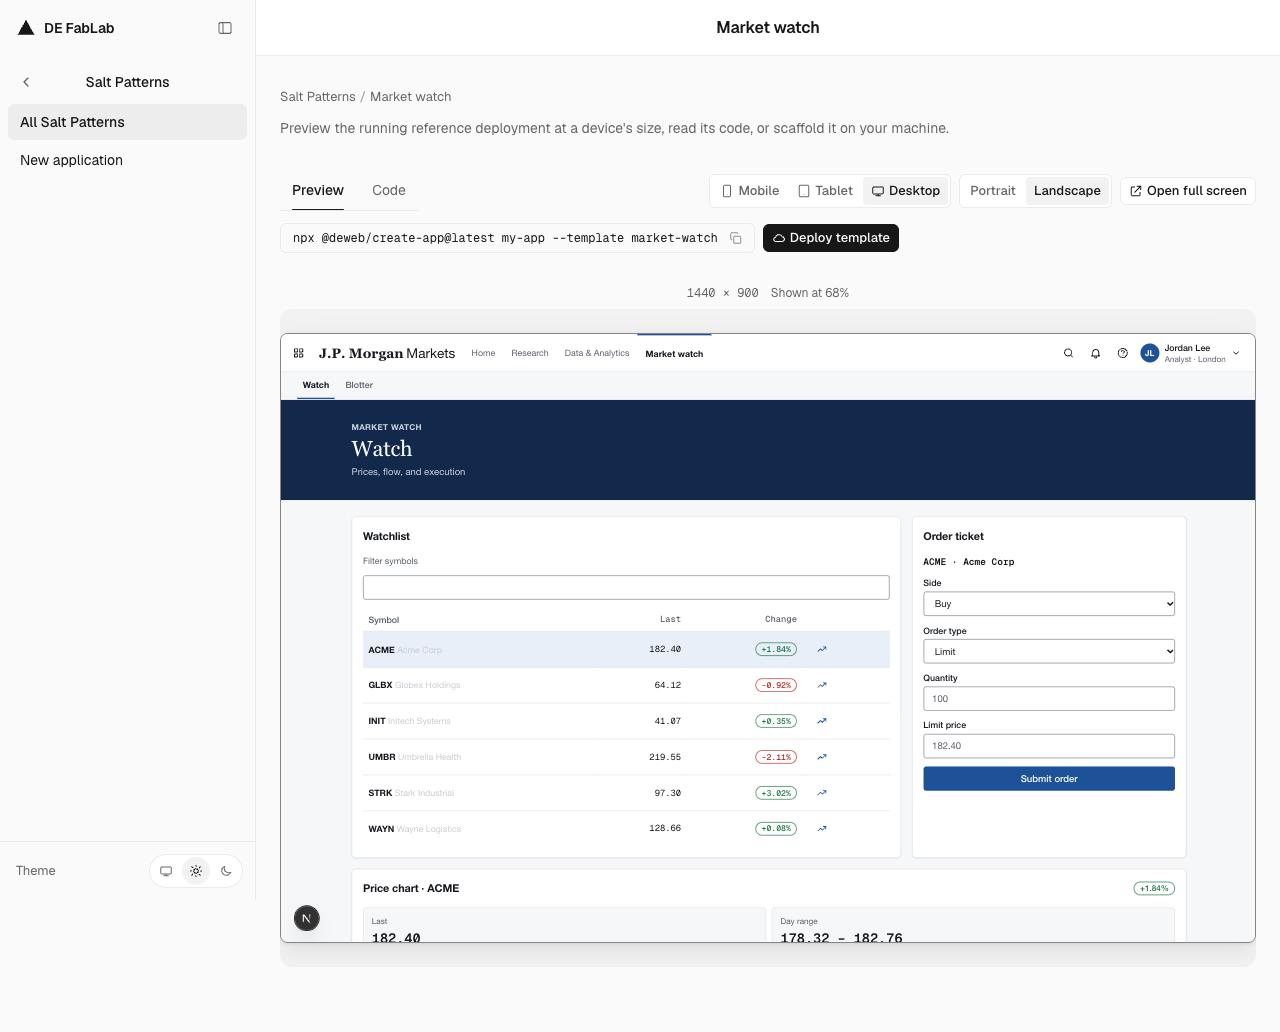 DE FabLab
Market watch
Salt Patterns
All Salt Patterns
New application
Salt Patterns / Market watch
Preview the running reference deployment at a device's size, read its code, or scaffold it on your machine.
Preview Code
Mobile Tablet Desktop Portrait Landscape Open full screen
npx @deweb/create-app@latest my-app --template market-watch Deploy template
1440 × 900 Shown at 68%
J.P. Morgan Markets Home Research Data & Analytics Market watch
JL Jordan Lee
Analyst · London
Watch Blotter
MARKET WATCH
Watch
Prices, flow, and execution
Watchlist
Filter symbols
Symbol Last Change
ACME Acme Corp 182.40 +1.84%
GLBX Globex Holdings 64.12 -0.92%
INIT Initech Systems 41.07 +0.35%
UMBR Umbrella Health 219.55 -2.11%
STRK Stark Industrial 97.30 +3.02%
WAYN Wayne Logistics 128.66 +0.08%
Order ticket
ACME · Acme Corp
Side
Buy
Order type
Limit
Quantity
100
Limit price
182.40
Submit order
Price chart · ACME +1.84%
Last
182.40
Day range
178.32 – 182.76
N
Theme